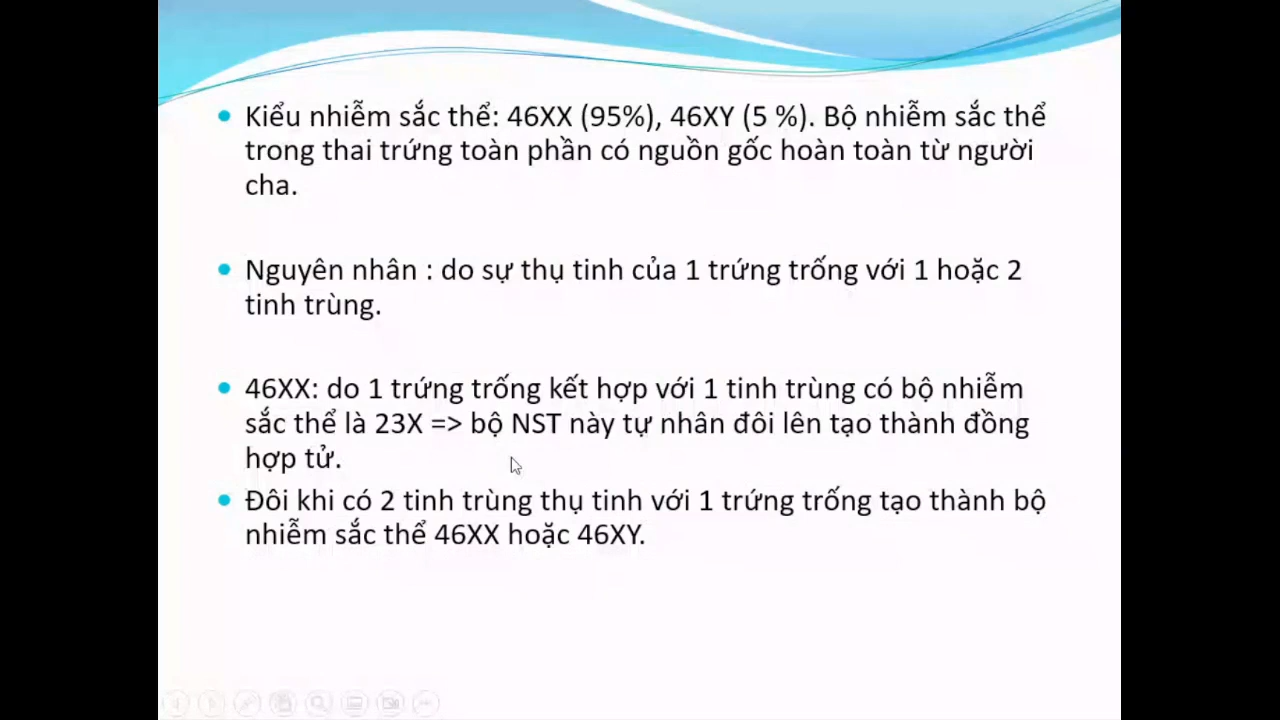 Kiểu nhiễm sắc thể: 46XX (95%), 46XY (5 %). Bộ nhiễm sắc thể
trong thai trứng toàn phần có nguồn gốc hoàn toàn từ người
cha.
Nguyên nhân : do sự thụ tinh của 1 trứng trống với 1 hoặc 2
tinh trùng.
46XX: do 1 trứng trống kết hợp với 1 tinh trùng có bộ nhiễm
sắc thể là 23X => bộ NST này tự nhân đôi lên tạo thành đồng
hợp tử.
Đôi khi có 2 tinh trùng thụ tinh với 1 trứng trống tạo thành bộ
nhiễm sắc thể 46XX hoặc 46XY.